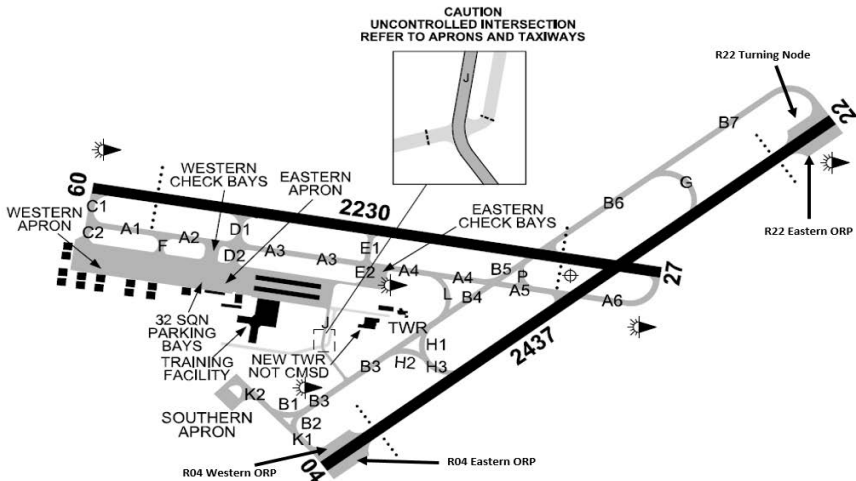 CAUTION
UNCONTROLLED INTERSECTION
REFER TO APRONS AND TAXIWAYS
J
R22 Turning Node
22
B7
G
R22 Eastern ORP
B6
WESTERN
CHECK BAYS
EASTERN
APRON
WESTERN
APRON
09
C1
C2
A1
F
A2
D1
D2
A3
A3
2230
E1
E2
EASTERN
CHECK BAYS
A4
A4
L
B4
B5
P
A5
A6
27
32 SQN
PARKING
BAYS
TRAINING
FACILITY
J
TWR
NEW TWR
NOT CMSD
H1
H2
H3
2437
B3
B3
K2
B1
B2
K1
SOUTHERN
APRON
04
R04 Western ORP
R04 Eastern ORP